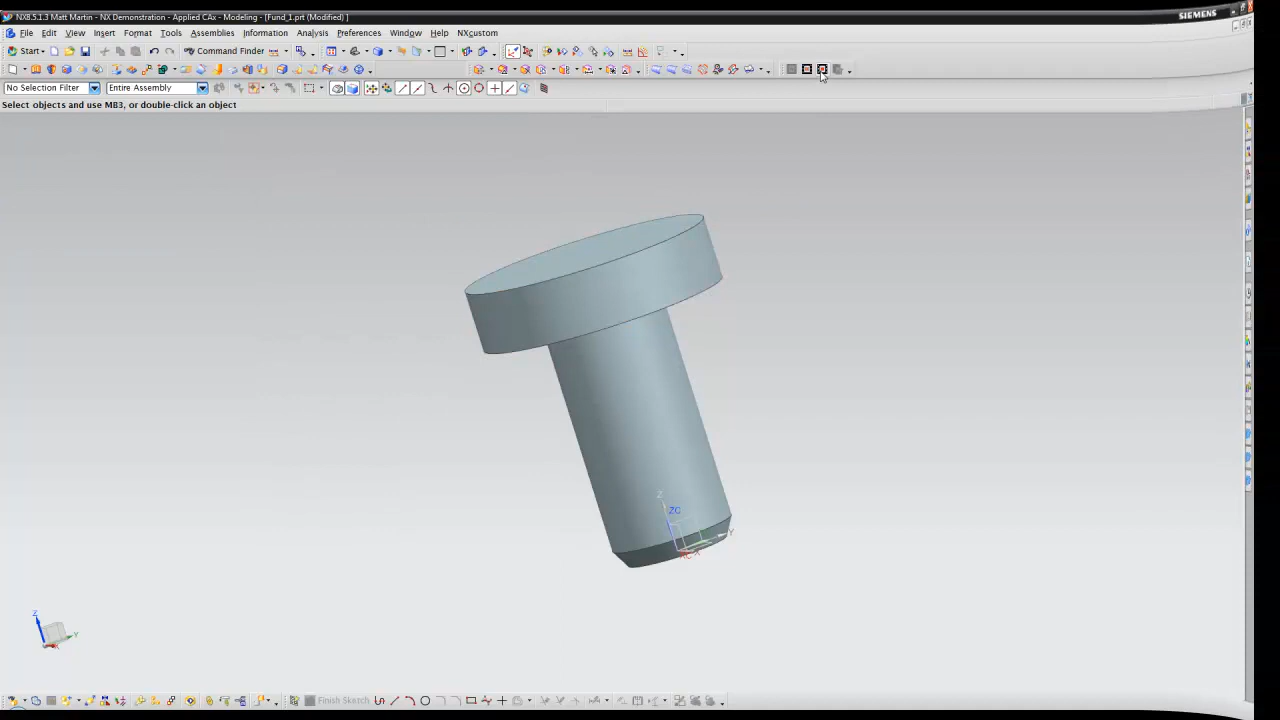 NX8.5.1.3 Matt Martin - NX Demonstration - Applied CAx - Modeling - [Fund_1.prt (Modified) ]
SIEMENS
File Edit View Insert Format Tools Assemblies Information Analysis Preferences Window Help NXcustom
Start Command Finder
No Selection Filter Entire Assembly
Select objects and use MB3, or double-click an object
Z
ZC
Y
X
Z
Y
X
Finish Sketch